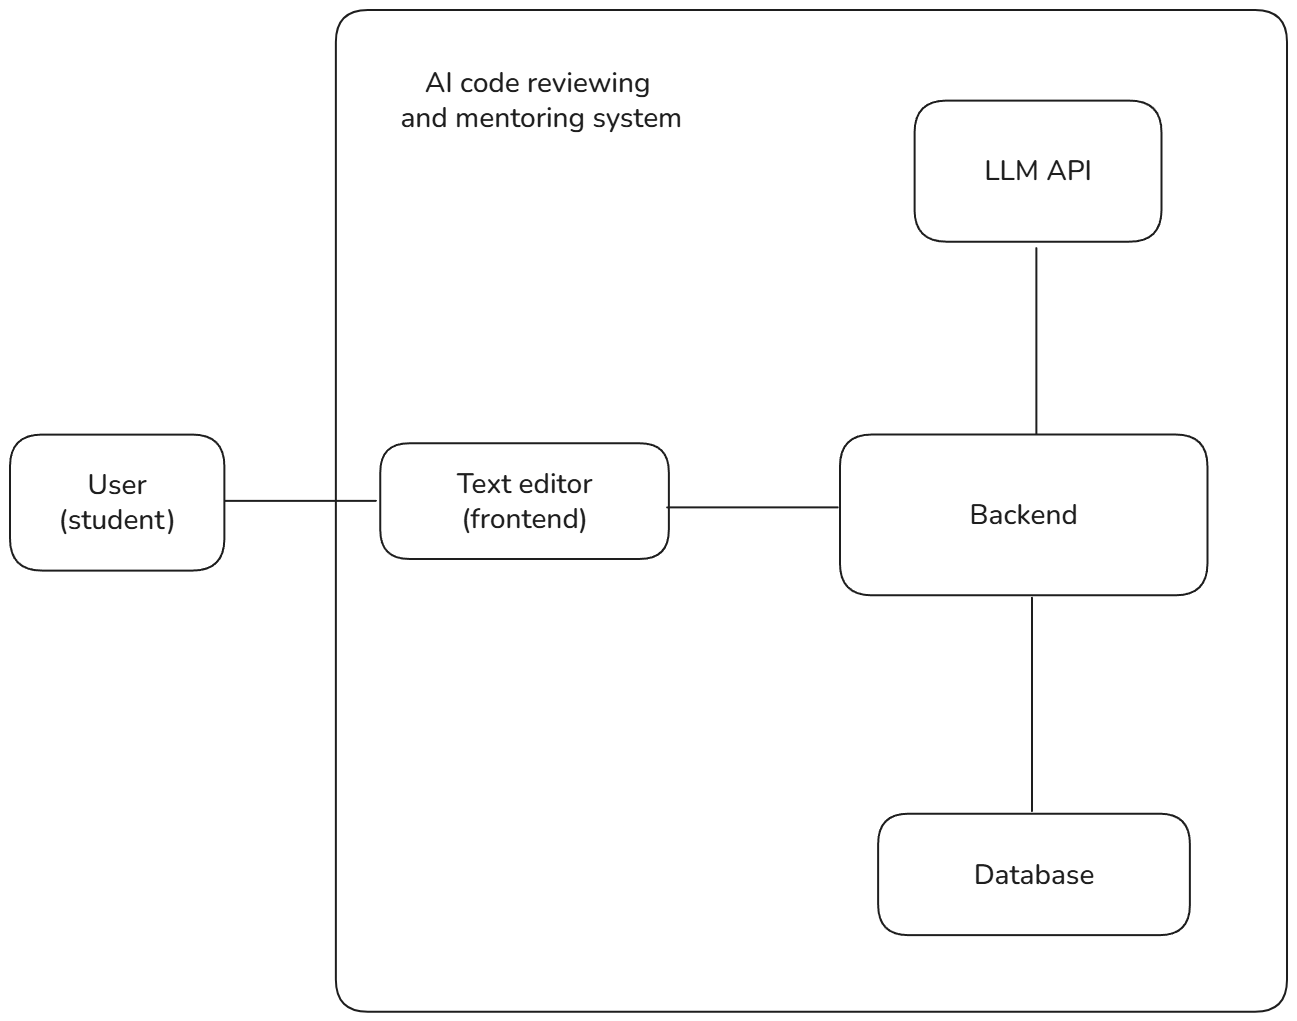 AI code reviewing
and mentoring system
LLM API
User
(student)
Text editor
(frontend)
Backend
Database